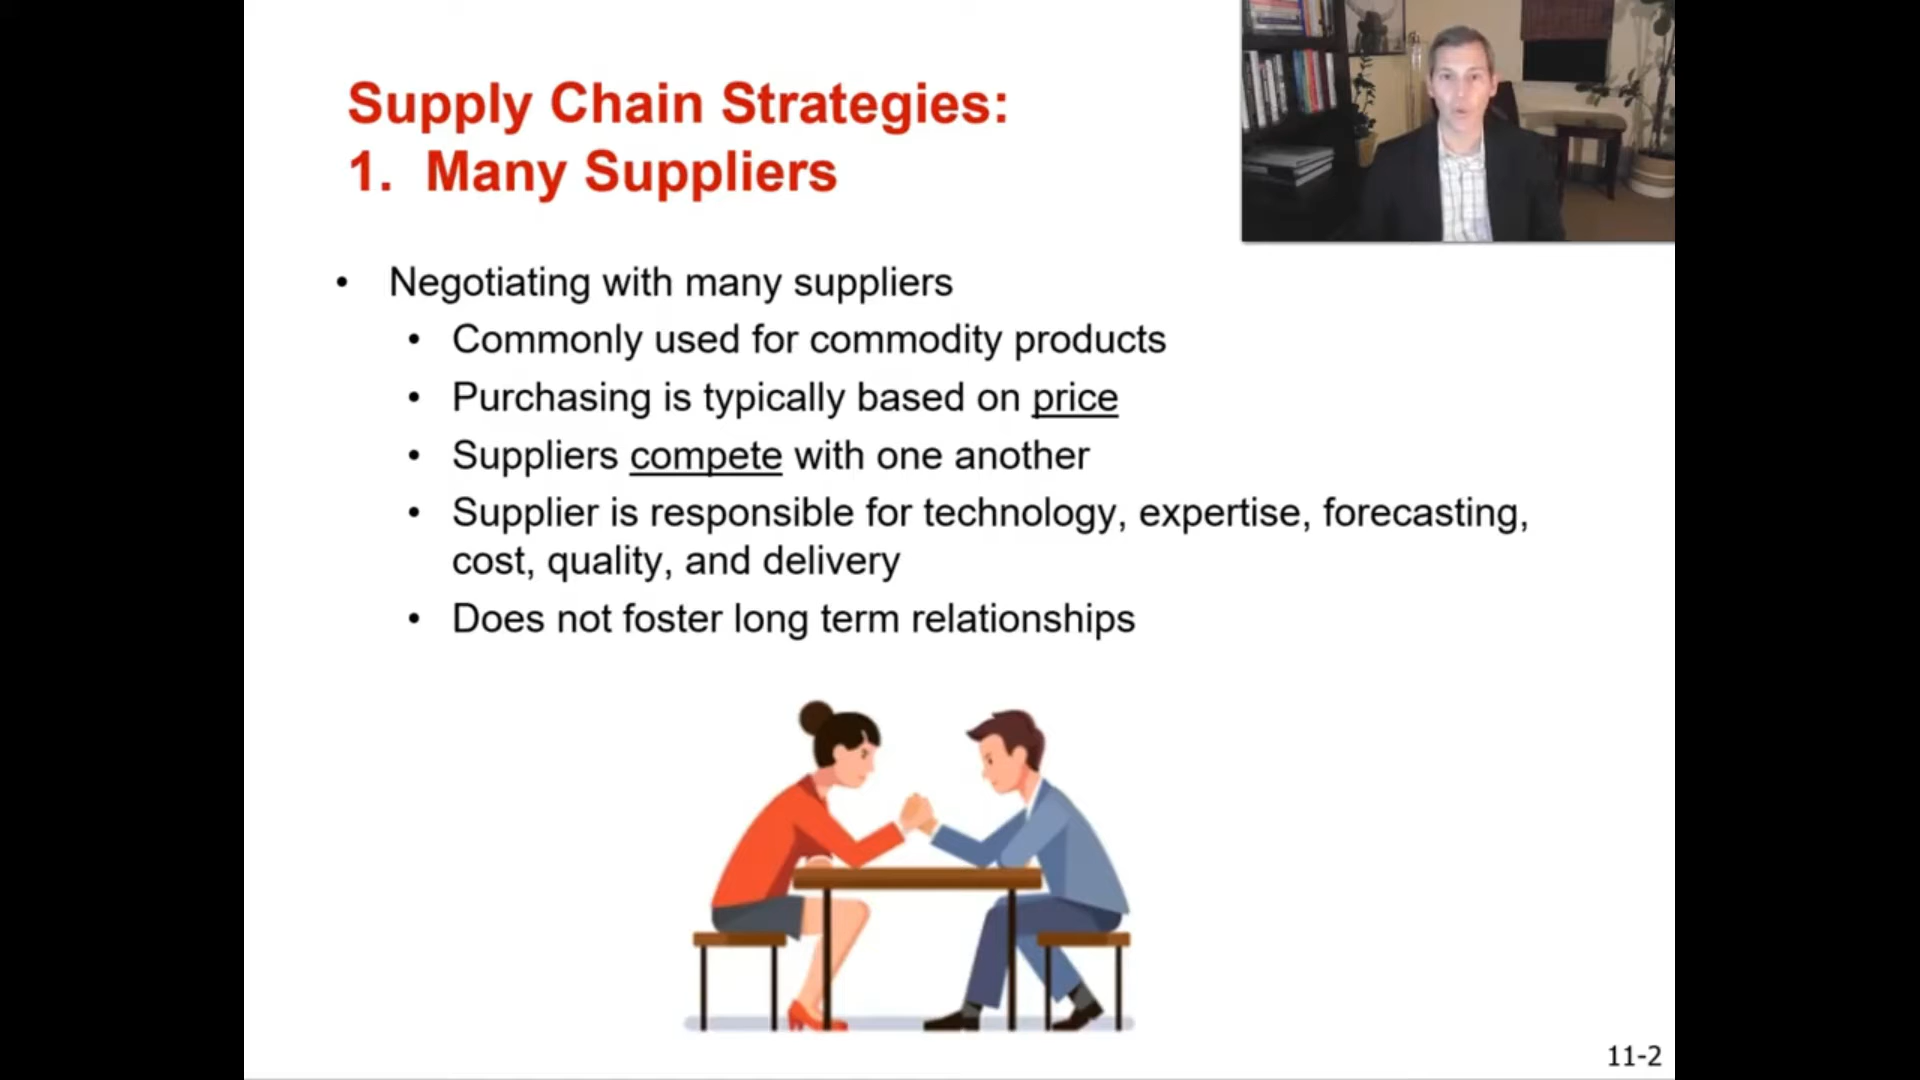 Supply Chain Strategies:
1. Many Suppliers
• Negotiating with many suppliers
• Commonly used for commodity products
• Purchasing is typically based on price
• Suppliers compete with one another
• Supplier is responsible for technology, expertise, forecasting,
cost, quality, and delivery
• Does not foster long term relationships
11-2